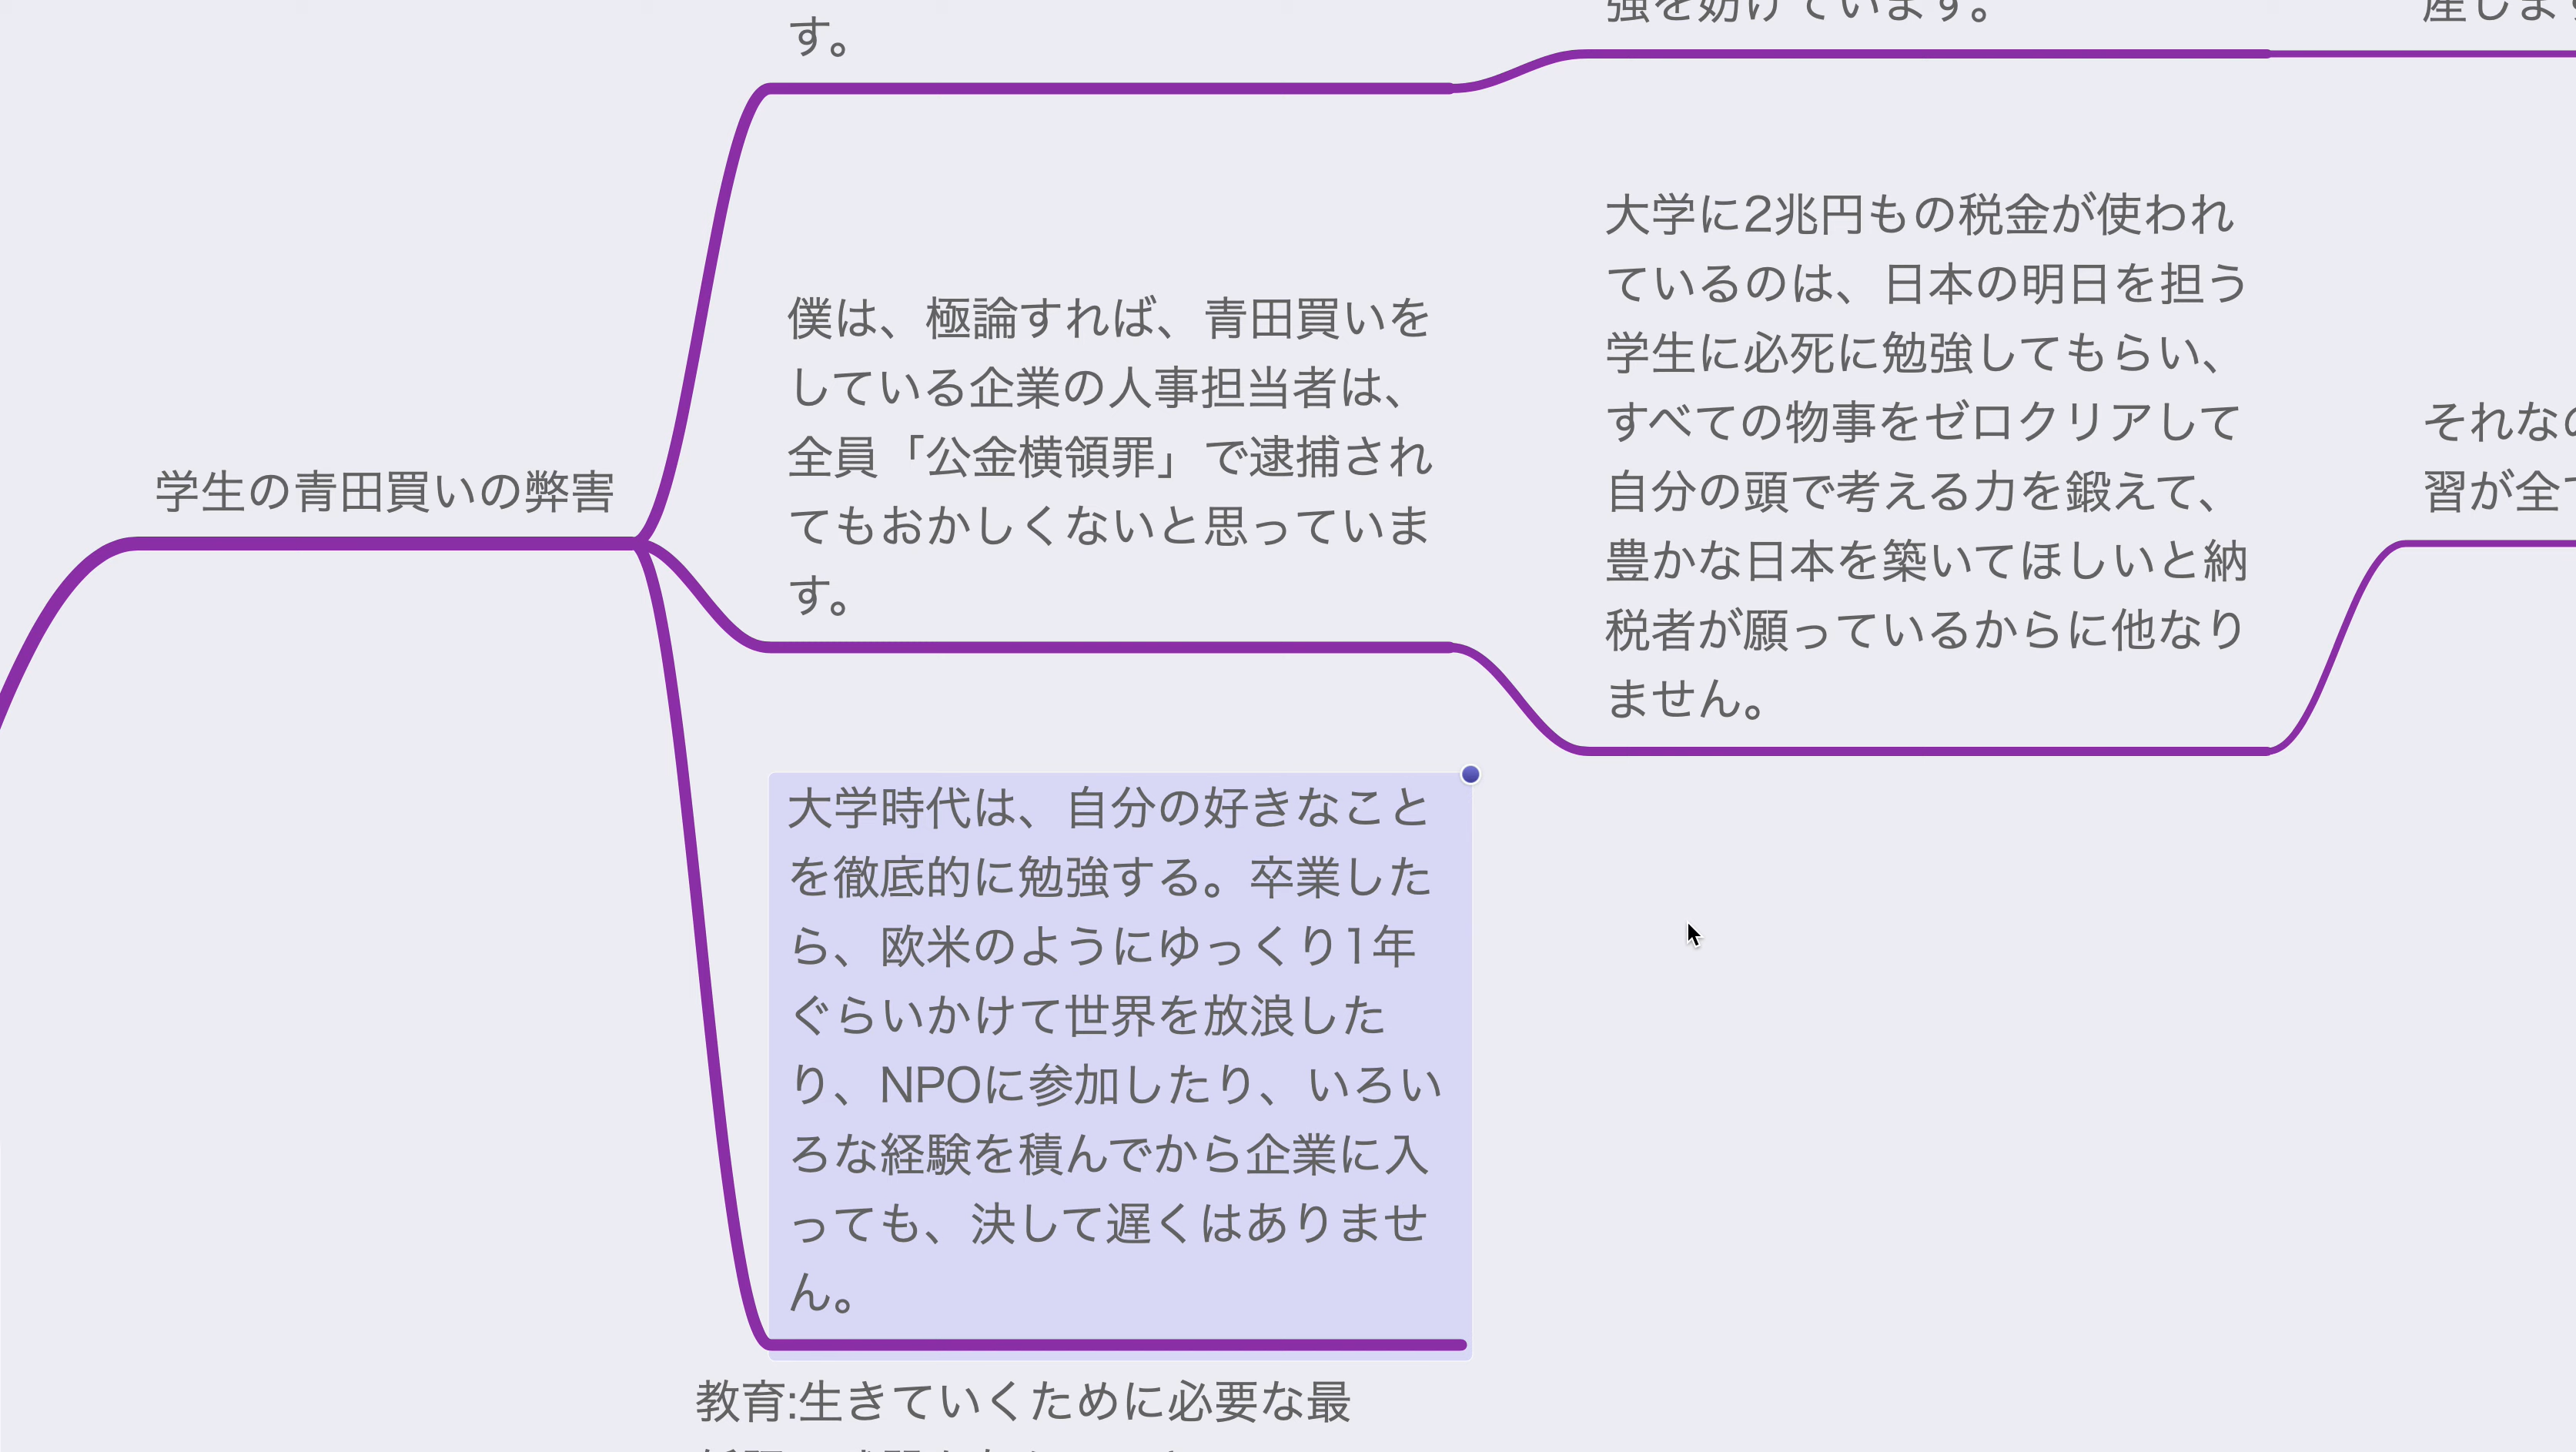 す。
強を妨げています。
産します
学生の青田買いの弊害
僕は、極論すれば、青田買いを
している企業の人事担当者は、
全員「公金横領罪」で逮捕され
てもおかしくないと思っていま
す。
大学に2兆円もの税金が使われ
ているのは、日本の明日を担う
学生に必死に勉強してもらい、
すべての物事をゼロクリアして
自分の頭で考える力を鍛えて、
豊かな日本を築いてほしいと納
税者が願っているからに他なり
ません。
それなの
習が全て
大学時代は、自分の好きなこと
を徹底的に勉強する。卒業した
ら、欧米のようにゆっくり1年
ぐらいかけて世界を放浪した
り、NPOに参加したり、いろい
ろな経験を積んでから企業に入
っても、決して遅くはありませ
ん。
教育:生きていくために必要な最